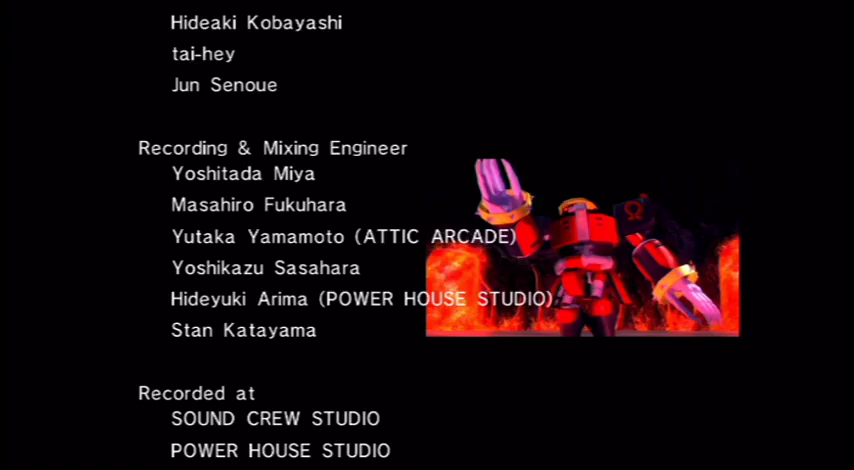 Hideaki Kobayashi
tai-hey
Jun Senoue
Recording & Mixing Engineer
Yoshitada Miya
Masahiro Fukuhara
Yutaka Yamamoto (ATTIC ARCADE)
Yoshikazu Sasahara
Hideyuki Arima (POWER HOUSE STUDIO)
Stan Katayama
Recorded at
SOUND CREW STUDIO
POWER HOUSE STUDIO